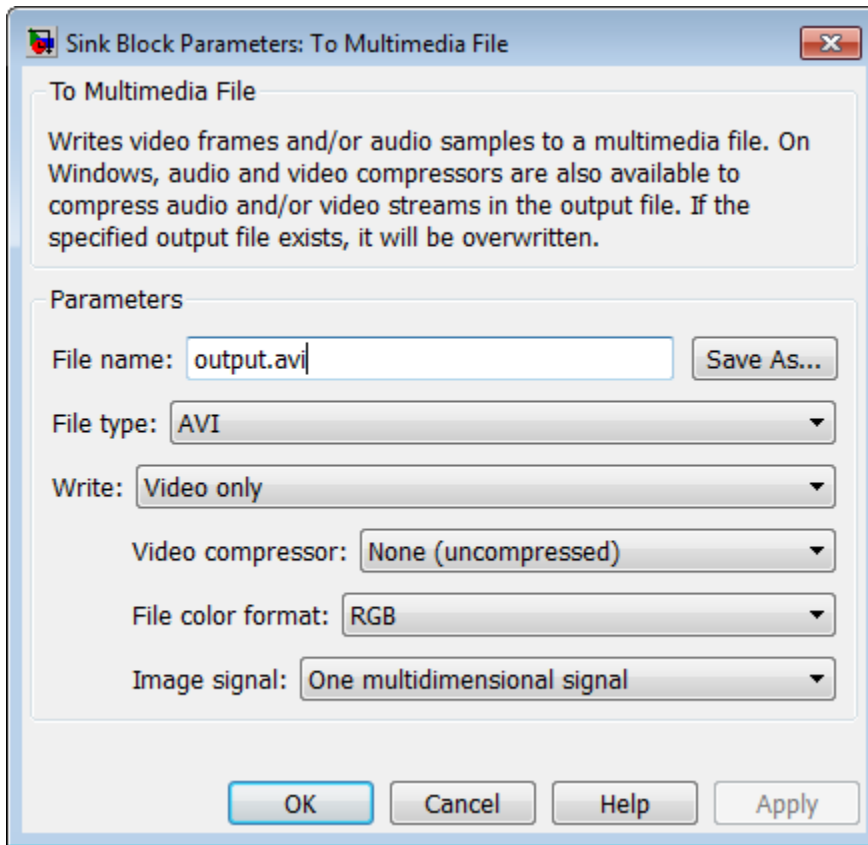 Sink Block Parameters: To Multimedia File
To Multimedia File
Writes video frames and/or audio samples to a multimedia file. On
Windows, audio and video compressors are also available to
compress audio and/or video streams in the output file. If the
specified output file exists, it will be overwritten.
Parameters
File name: output.avi Save As...
File type: AVI
Write: Video only
Video compressor: None (uncompressed)
File color format: RGB
Image signal: One multidimensional signal
OK Cancel Help Apply